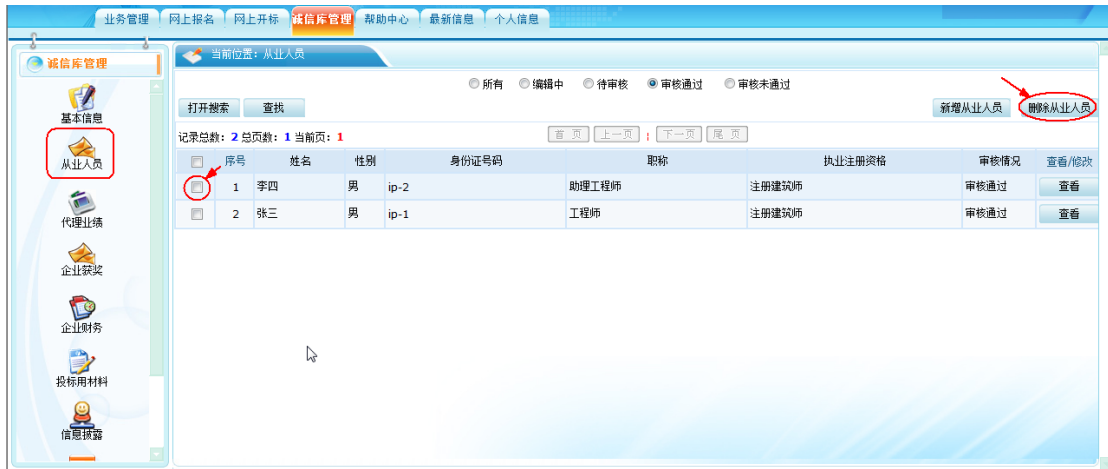 业务管理 网上报名 网上开标 诚信库管理 帮助中心 最新信息 个人信息
诚信库管理
当前位置：从业人员
所有 编辑中 待审核 审核通过 审核未通过
打开搜索 查找 新增从业人员 删除从业人员
记录总数：2 总页数：1 当前页：1 首 页 上一页 下一页 尾 页
序号 姓名 性别 身份证号码 职称 执业注册资格 审核情况 查看/修改
1 李四 男 ip-2 助理工程师 注册建筑师 审核通过 查看
2 张三 男 ip-1 工程师 注册建筑师 审核通过 查看
基本信息
从业人员
代理业绩
企业获奖
企业财务
投标用材料
信息披露